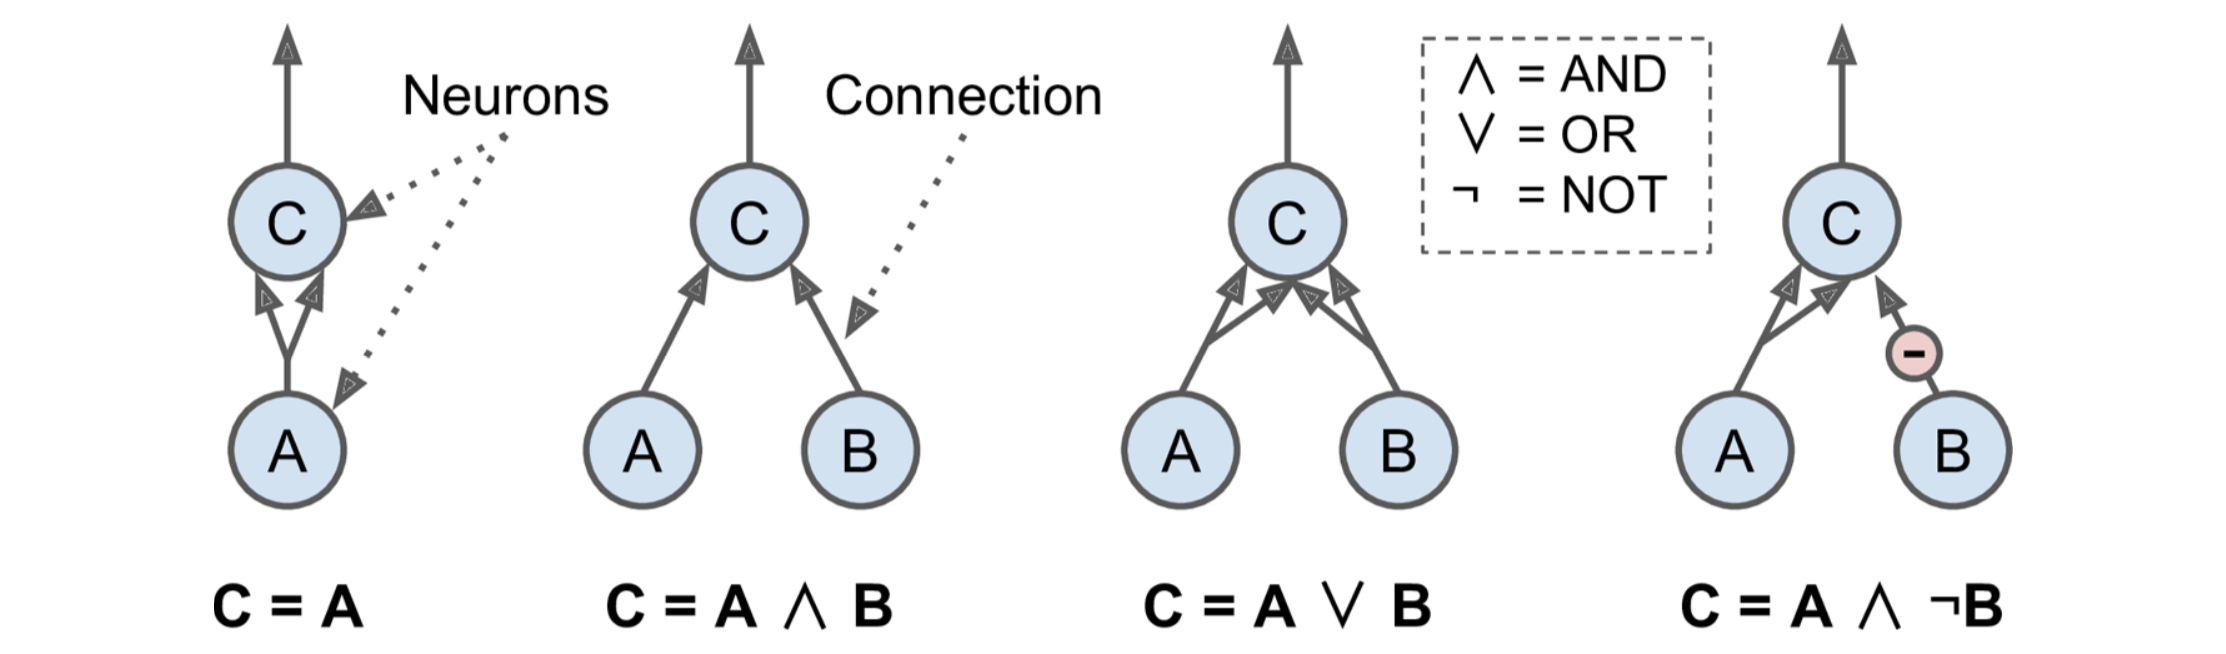 Neurons
Connection
∧ = AND
∨ = OR
¬ = NOT
C
C
C
C
−
A
A
B
A
B
A
B
C = A
C = A ∧ B
C = A ∨ B
C = A ∧ ¬B